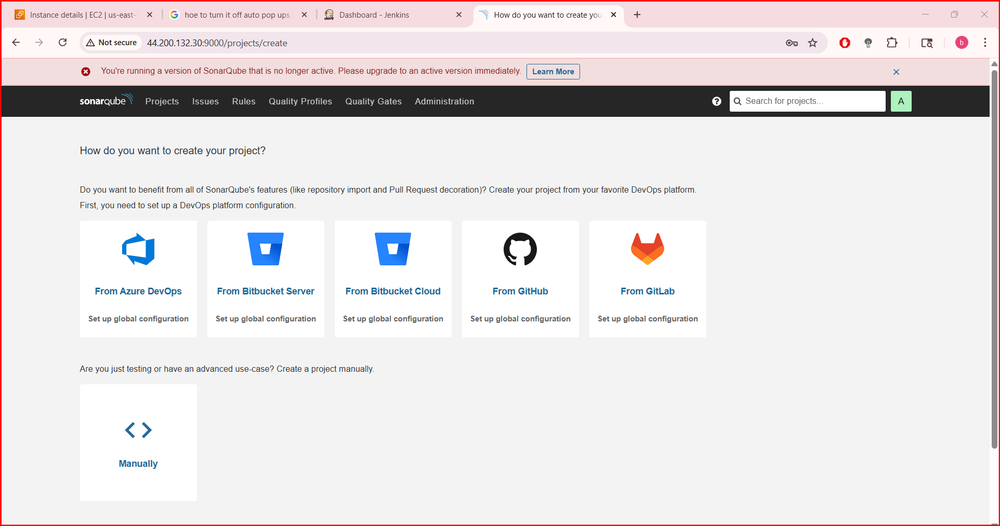 Instance details | EC2 | us-east-1
hoe to turn it off auto pop ups i
Dashboard - Jenkins
How do you want to create you
Not secure
44.200.132.30:9000/projects/create
b
You're running a version of SonarQube that is no longer active. Please upgrade to an active version immediately.
Learn More
sonarqube
Projects
Issues
Rules
Quality Profiles
Quality Gates
Administration
Search for projects...
A
How do you want to create your project?
Do you want to benefit from all of SonarQube's features (like repository import and Pull Request decoration)? Create your project from your favorite DevOps platform.
First, you need to set up a DevOps platform configuration.
From Azure DevOps
From Bitbucket Server
From Bitbucket Cloud
From GitHub
From GitLab
Set up global configuration
Set up global configuration
Set up global configuration
Set up global configuration
Set up global configuration
Are you just testing or have an advanced use-case? Create a project manually.
Manually